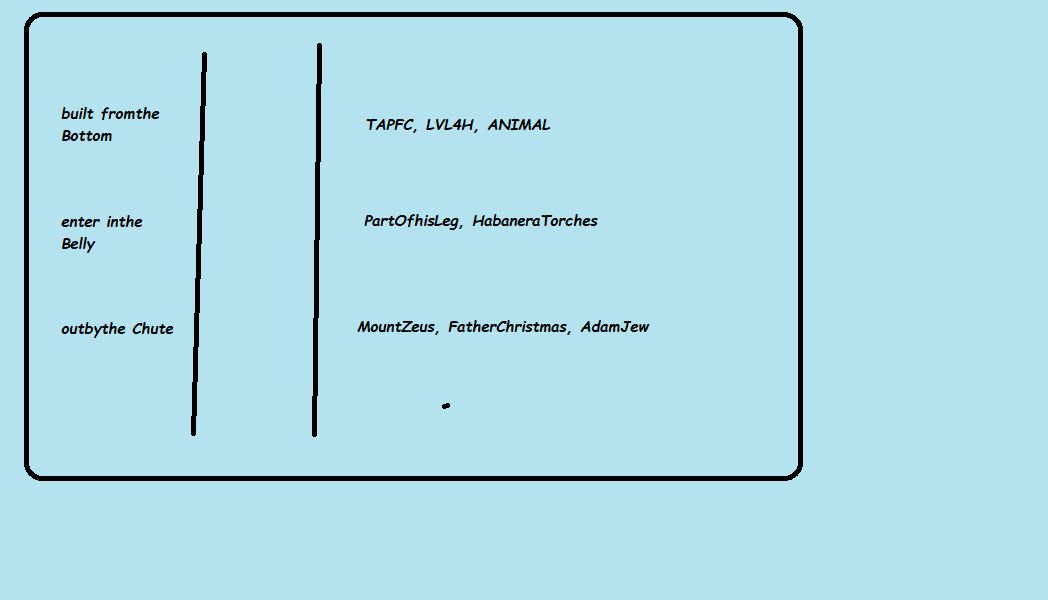 built fromthe
Bottom
TAPFC, LVL4H, ANIMAL
enter inthe
Belly
PartOfhisLeg, HabaneraTorches
outbythe Chute
MountZeus, FatherChristmas, AdamJew